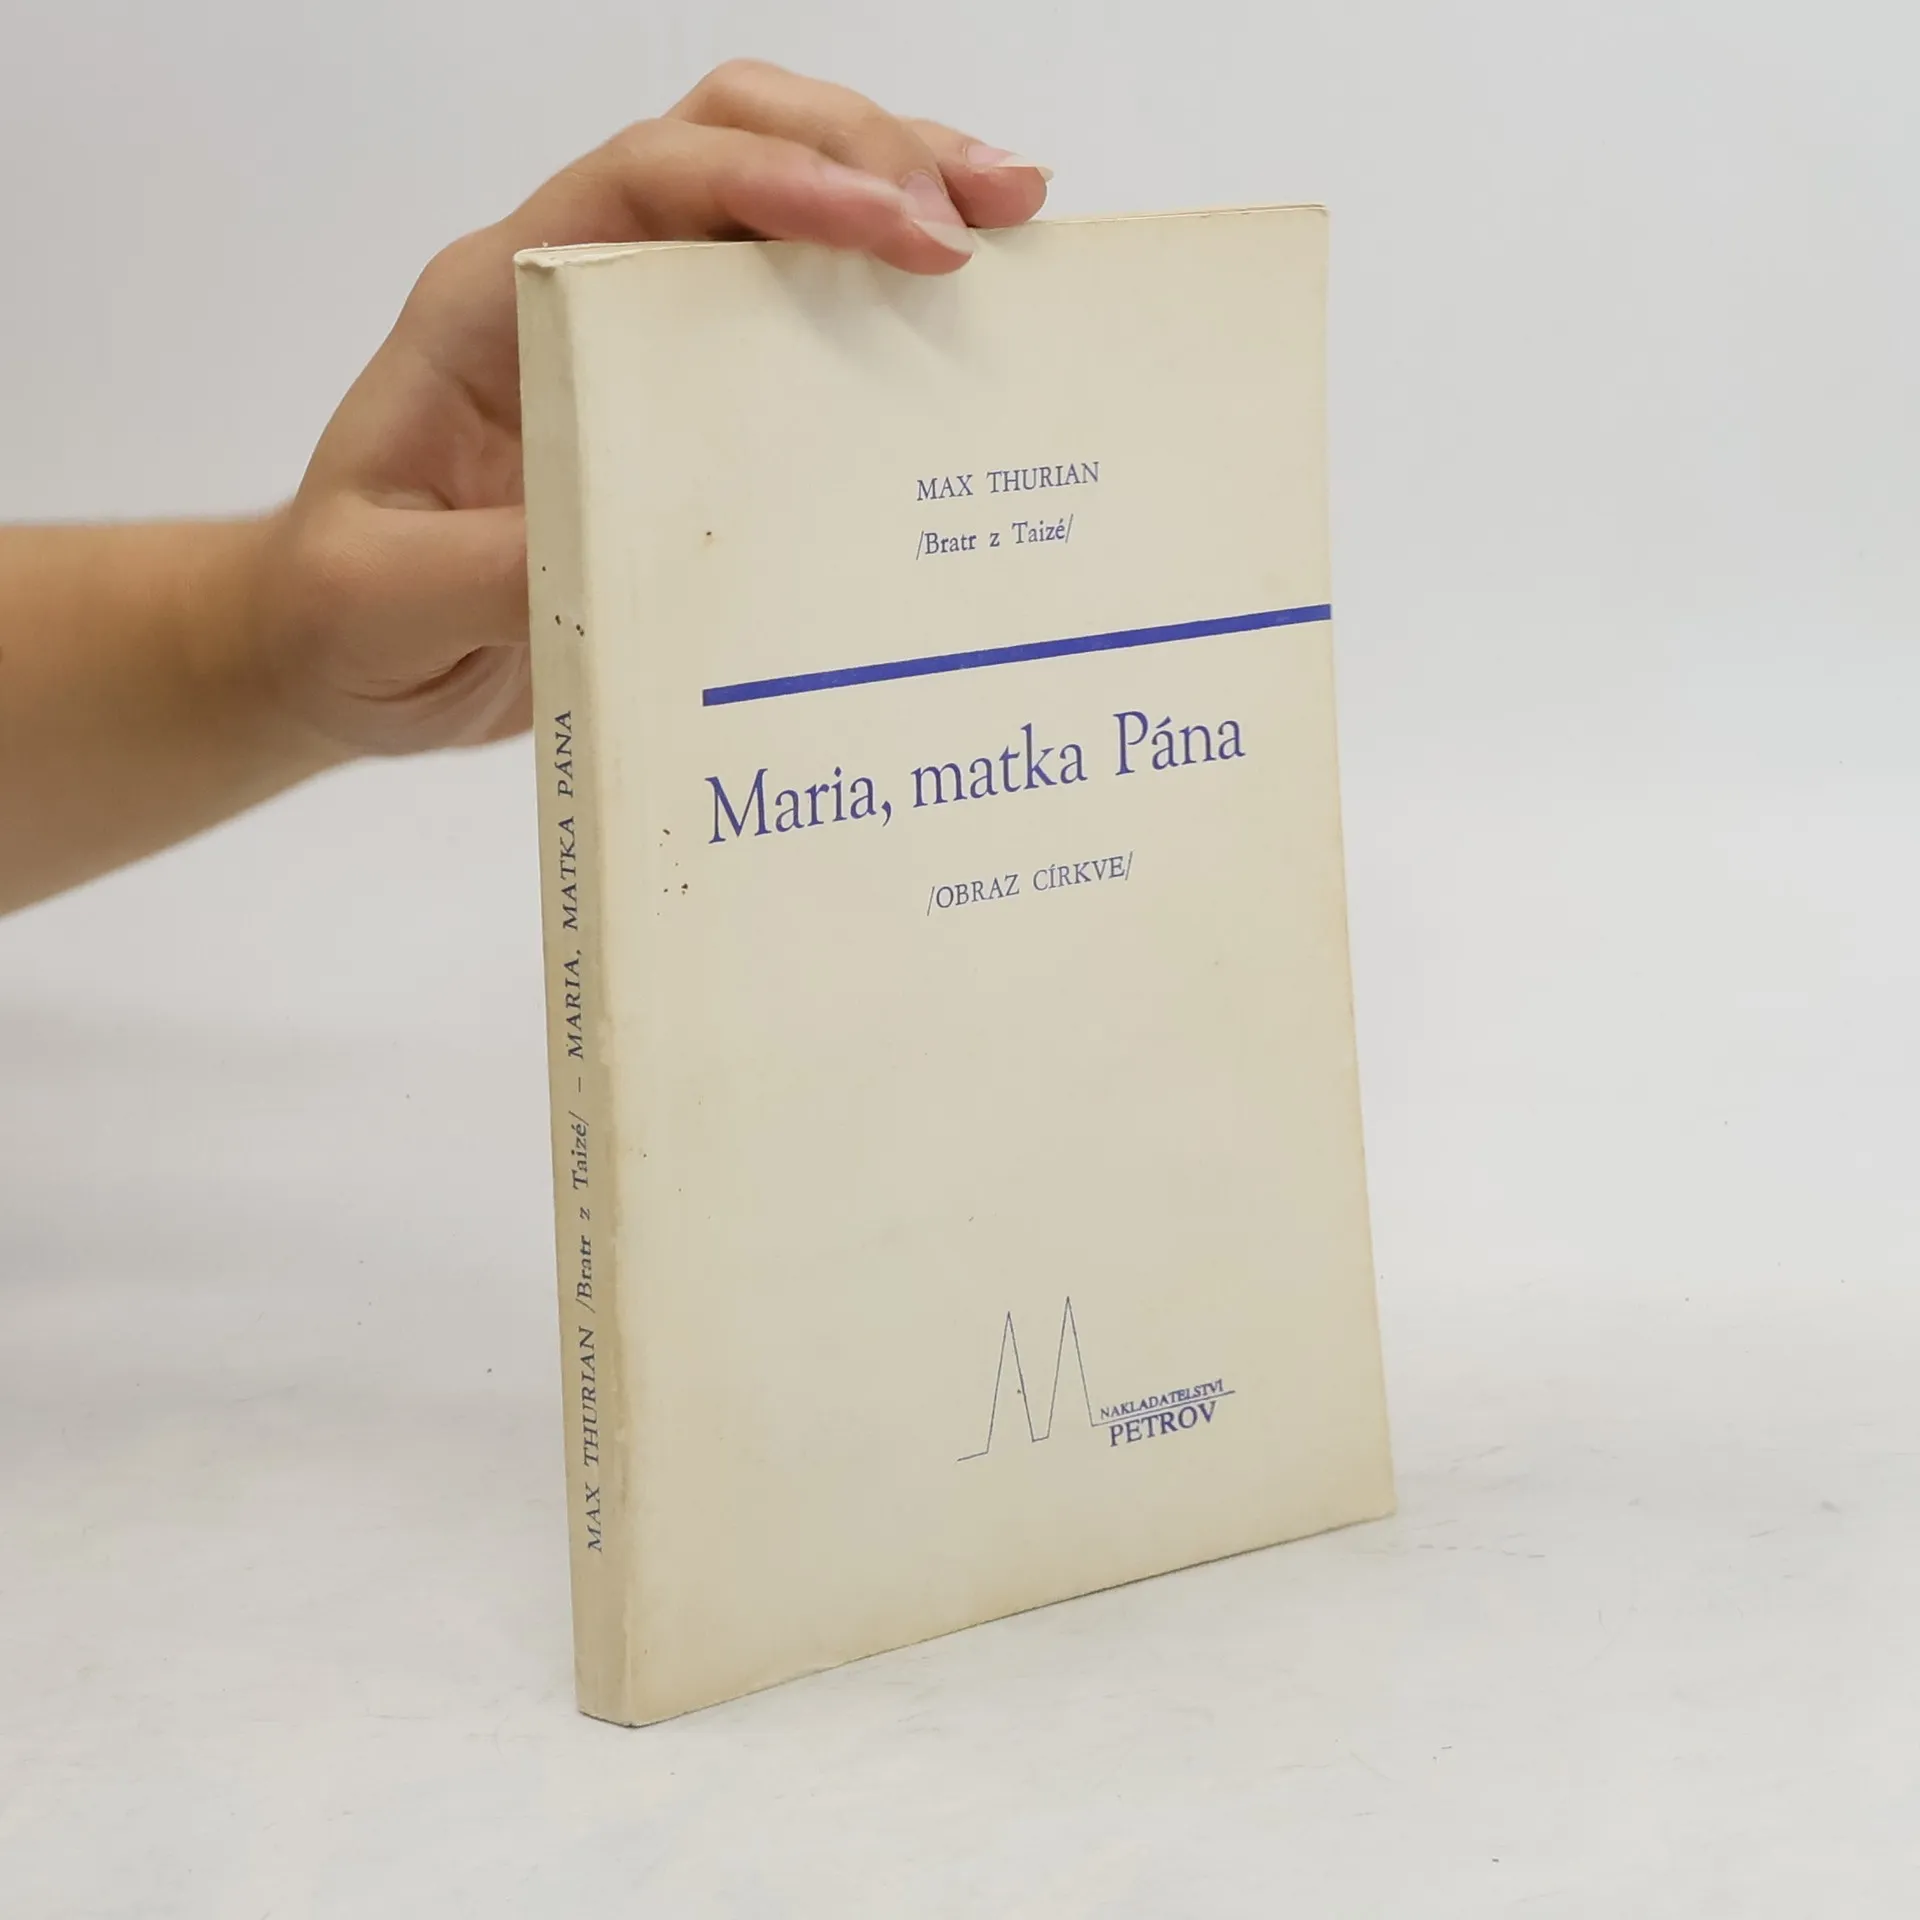 MAX THURIAN
/Bratr z Taizé/
Maria, matka Pána
/OBRAZ CÍRKVE/
NAKLADATELSTVÍ
PETROV
MAX THURIAN /Bratr z Taizé/ – MARIA, MATKA PÁNA